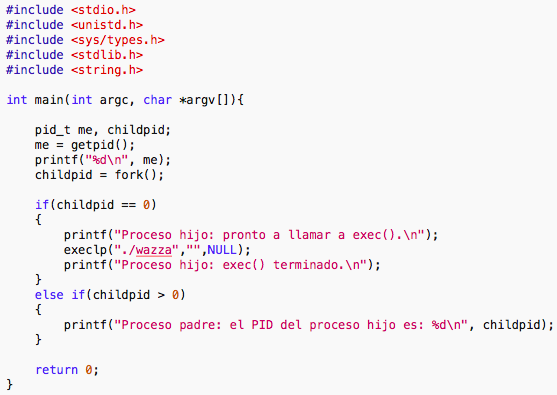 #include <stdio.h>
#include <unistd.h>
#include <sys/types.h>
#include <stdlib.h>
#include <string.h>

int main(int argc, char *argv[]){

    pid_t me, childpid;
    me = getpid();
    printf("%d\n", me);
    childpid = fork();

    if(childpid == 0)
    {
        printf("Proceso hijo: pronto a llamar a exec().\n");
        execlp("./wazza","",NULL);
        printf("Proceso hijo: exec() terminado.\n");
    }
    else if(childpid > 0)
    {
        printf("Proceso padre: el PID del proceso hijo es: %d\n", childpid);
    }

    return 0;
}